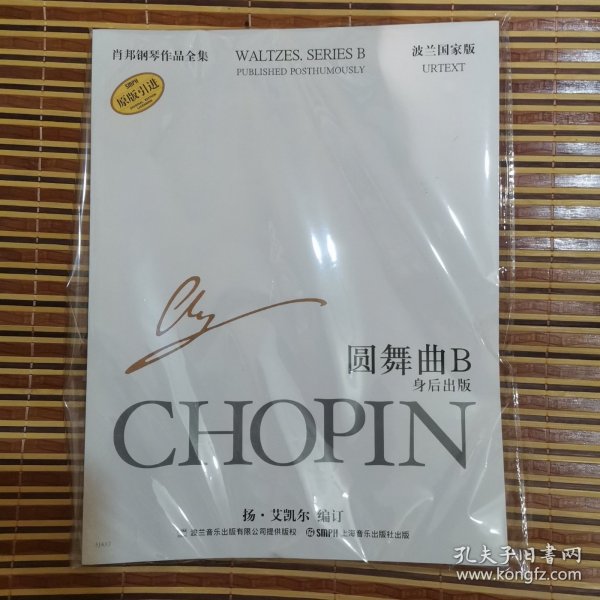 肖邦钢琴作品全集 WALTZES. SERIES B 波兰国家版
PUBLISHED POSTHUMOUSLY URTEXT
SMPH
原版引进
圆舞曲B
身后出版
CHOPIN
扬·艾凯尔 编订
波兰音乐出版有限公司提供版权 SMPH 上海音乐出版社出版
孔夫子旧书网
www.kongfz.com